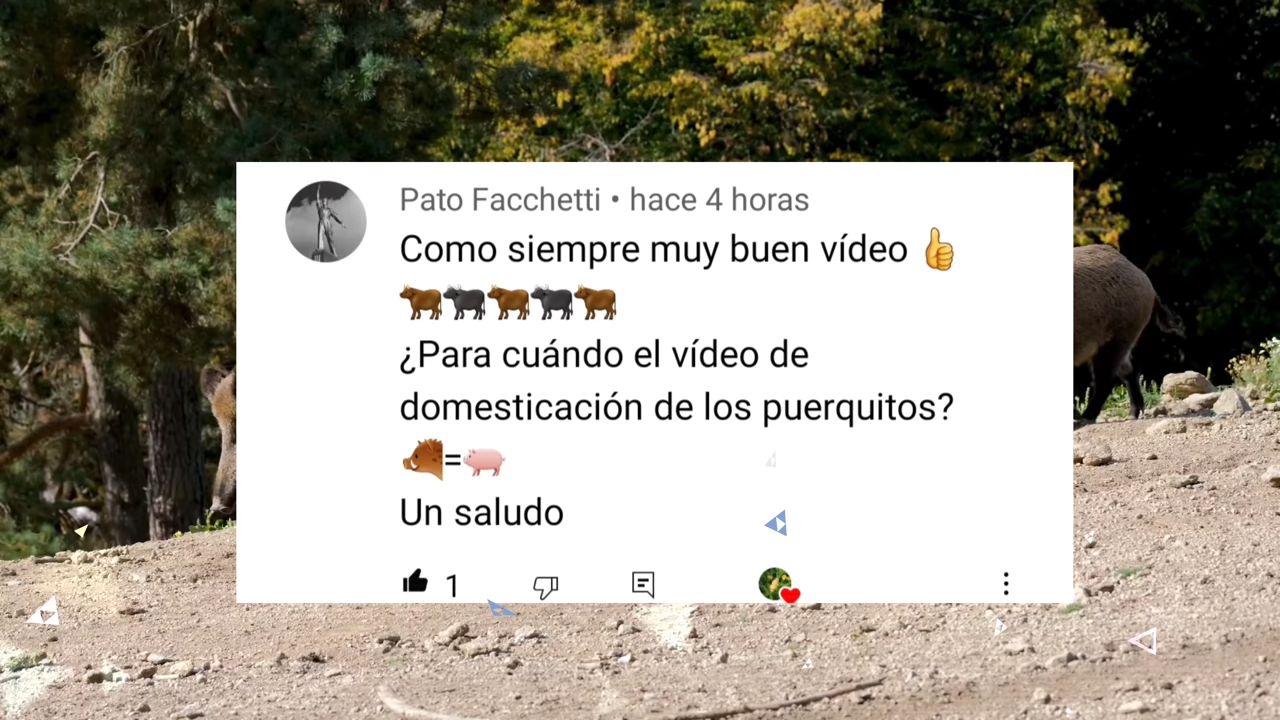 Pato Facchetti • hace 4 horas
Como siempre muy buen vídeo 👍
🐂🐃🐂🐃🐂
¿Para cuándo el vídeo de
domesticación de los puerquitos?
🐗=🐖
Un saludo
1